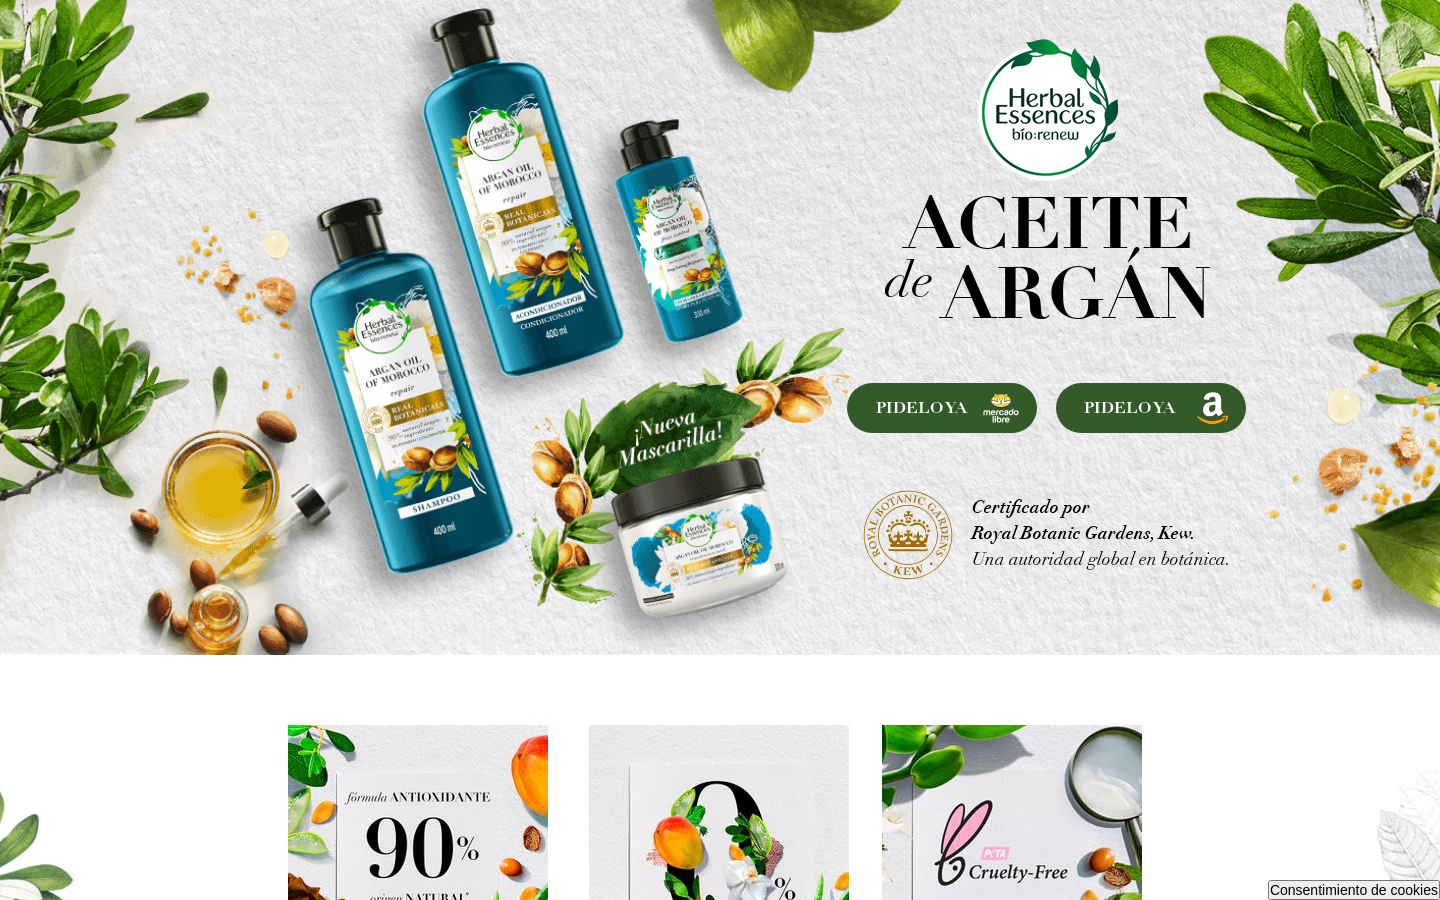 Herbal
Essences
bío:renew
ACEITE
de ARGÁN
PIDELOYA
mercado
libre
PIDELOYA
a
ROYAL BOTANIC GARDENS
KEW
Certificado por
Royal Botanic Gardens, Kew.
Una autoridad global en botánica.
Herbal
Essences
bío:renew
ARGAN OIL
OF MOROCCO
repair
REAL
BOTANICALS
ACONDICIONADOR
CONDICIONADOR
400 ml
Herbal
Essences
ARGAN OIL
OF MOROCCO
Herbal
Essences
bío:renew
ARGAN OIL
OF MOROCCO
repair
REAL
BOTANICALS
SHAMPOO
400 ml
¡Nueva
Mascarilla!
Herbal
Essences
ARGAN OIL OF MOROCCO
fórmula ANTIOXIDANTE
90%
origen NATURAL*
0
%
PETA
Cruelty-Free
Consentimiento de cookies